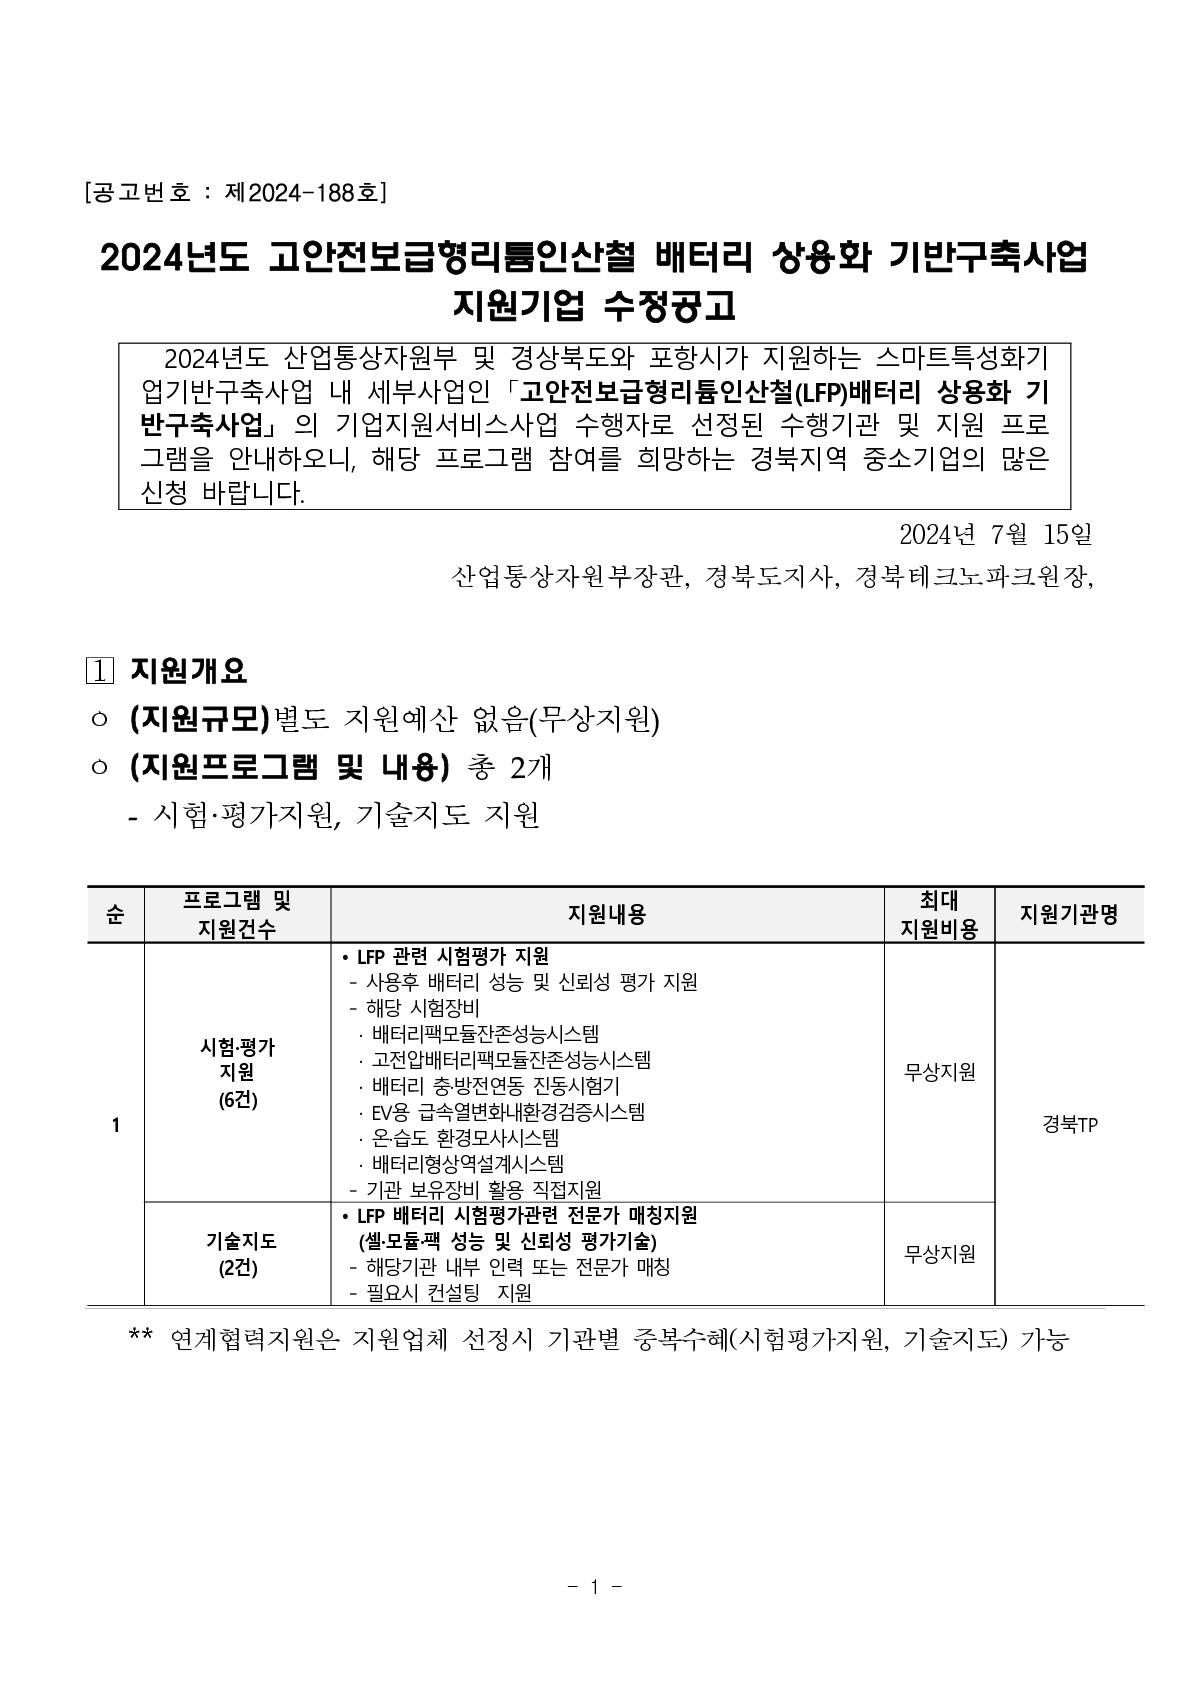 [공고번호 : 제2024-188호]
2024년도 고안전보급형리튬인산철 배터리 상용화 기반구축사업
지원기업 수정공고
2024년도 산업통상자원부 및 경상북도와 포항시가 지원하는 스마트특성화기
업기반구축사업 내 세부사업인「고안전보급형리튬인산철(LFP)배터리 상용화 기
반구축사업」의 기업지원서비스사업 수행자로 선정된 수행기관 및 지원 프로
그램을 안내하오니, 해당 프로그램 참여를 희망하는 경북지역 중소기업의 많은
신청 바랍니다.
2024년 7월 15일
산업통상자원부장관, 경북도지사, 경북테크노파크원장,
1 지원개요
ㅇ (지원규모)별도 지원예산 없음(무상지원)
ㅇ (지원프로그램 및 내용) 총 2개
- 시험·평가지원, 기술지도 지원
순
프로그램 및
지원건수
지원내용
최대
지원비용
지원기관명
1
시험·평가
지원
(6건)
• LFP 관련 시험평가 지원
- 사용후 배터리 성능 및 신뢰성 평가 지원
- 해당 시험장비
· 배터리팩모듈잔존성능시스템
· 고전압배터리팩모듈잔존성능시스템
· 배터리 충·방전연동 진동시험기
· EV용 급속열변화내환경검증시스템
· 온·습도 환경모사시스템
· 배터리형상역설계시스템
- 기관 보유장비 활용 직접지원
무상지원
경북TP
기술지도
(2건)
• LFP 배터리 시험평가관련 전문가 매칭지원
(셀·모듈·팩 성능 및 신뢰성 평가기술)
- 해당기관 내부 인력 또는 전문가 매칭
- 필요시 컨설팅 지원
무상지원
** 연계협력지원은 지원업체 선정시 기관별 중복수혜(시험평가지원, 기술지도) 가능
- 1 -